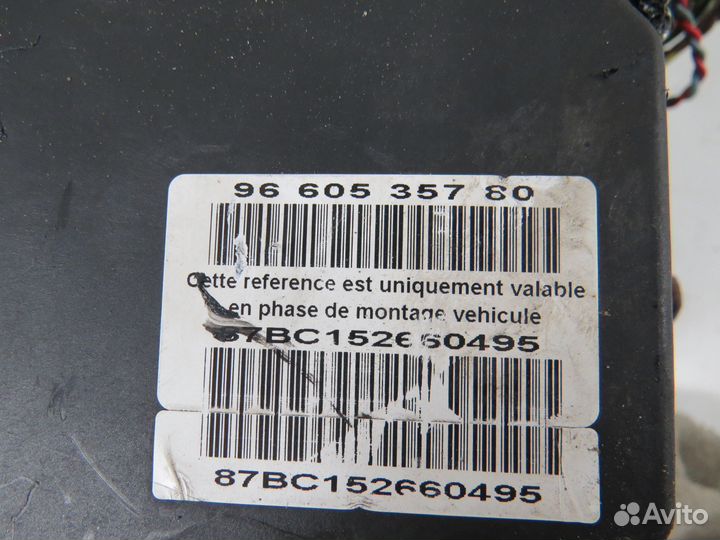 96 605 357 80
Cette reference est uniquement valable
en phase de montage vehicule
87BC152660495
87BC152660495
Avito